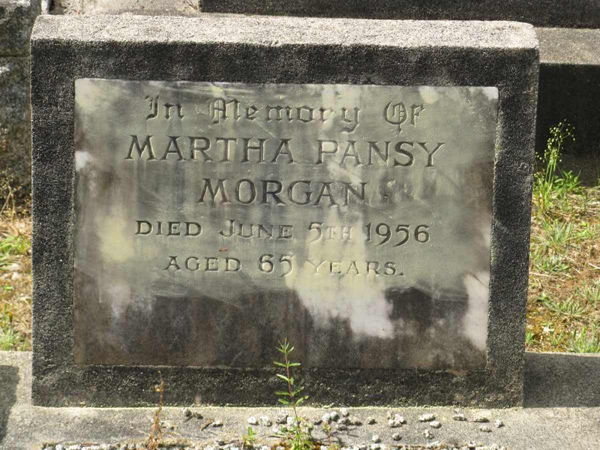 In Memory Of
MARTHA PANSY
MORGAN
DIED JUNE 5TH 1956
AGED 65 YEARS.